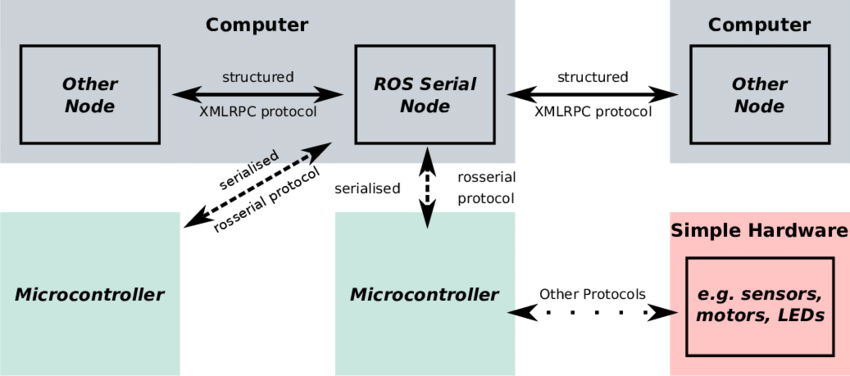 Computer
Computer
Other
Node
structured
XMLRPC protocol
ROS Serial
Node
structured
XMLRPC protocol
Other
Node
serialised
rosserial protocol
serialised
rosserial
protocol
Simple Hardware
Microcontroller
Microcontroller
Other Protocols
e.g. sensors,
motors, LEDs